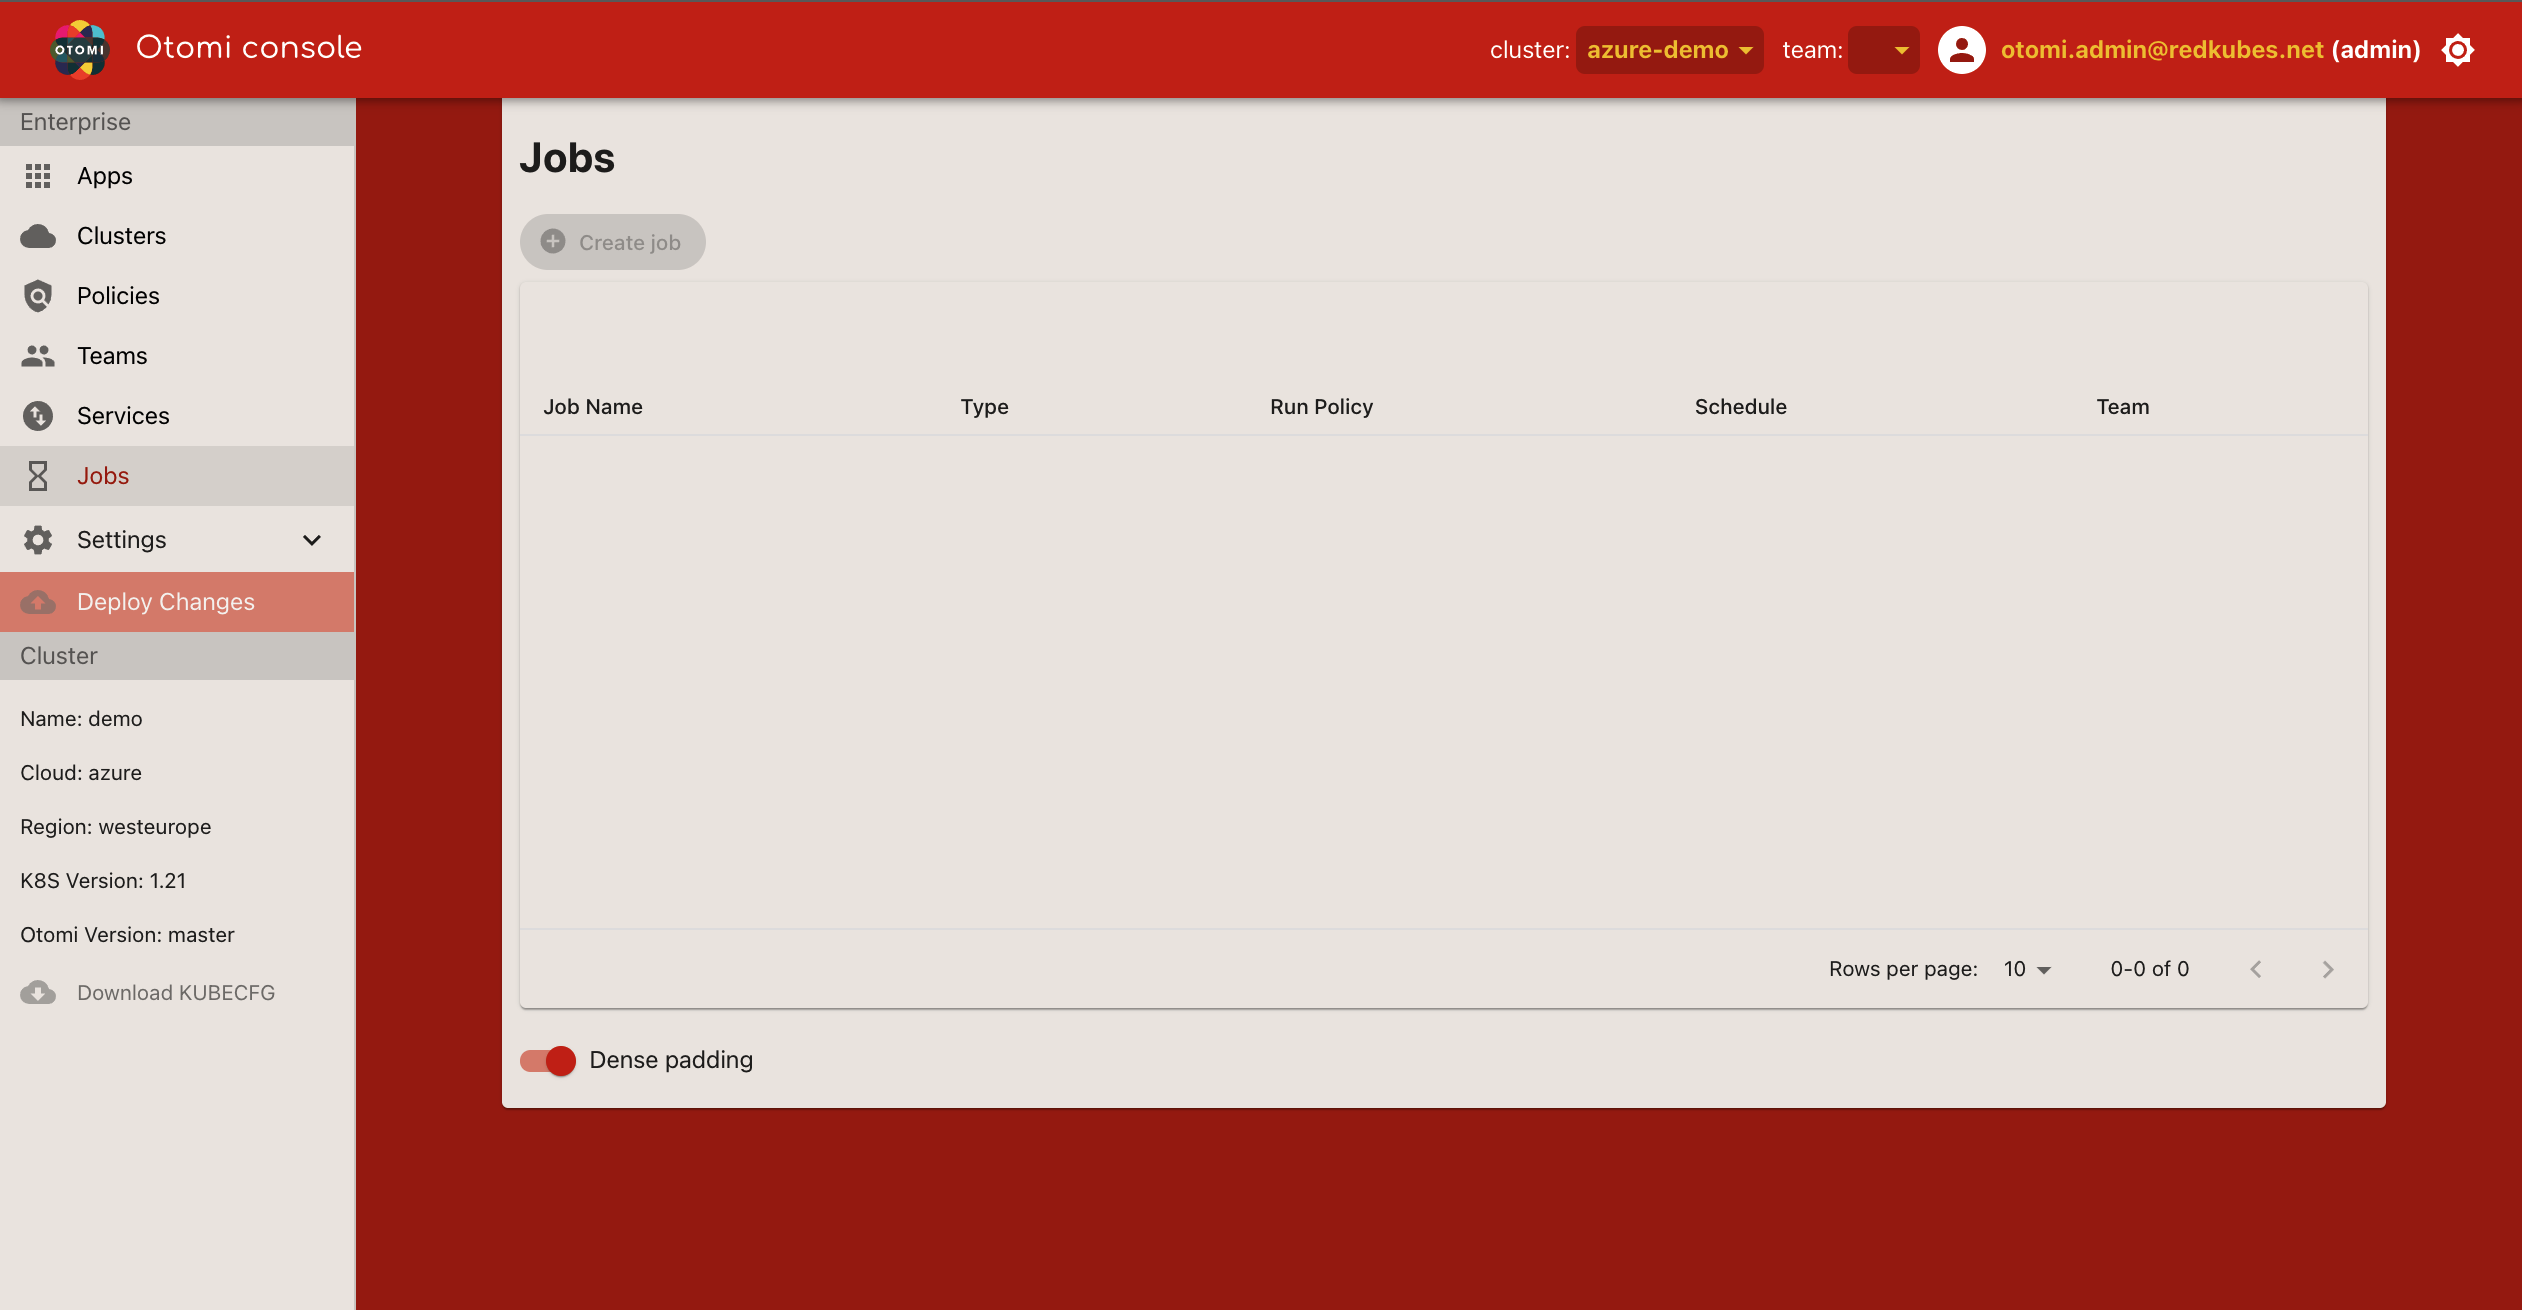 OTOMI
Otomi console
cluster: azure-demo team: otomi.admin@redkubes.net (admin)
Enterprise
Apps
Clusters
Policies
Teams
Services
Jobs
Settings
Deploy Changes
Cluster
Name: demo
Cloud: azure
Region: westeurope
K8S Version: 1.21
Otomi Version: master
Download KUBECFG
Jobs
Create job
Job Name Type Run Policy Schedule Team
Rows per page: 10 0-0 of 0
Dense padding